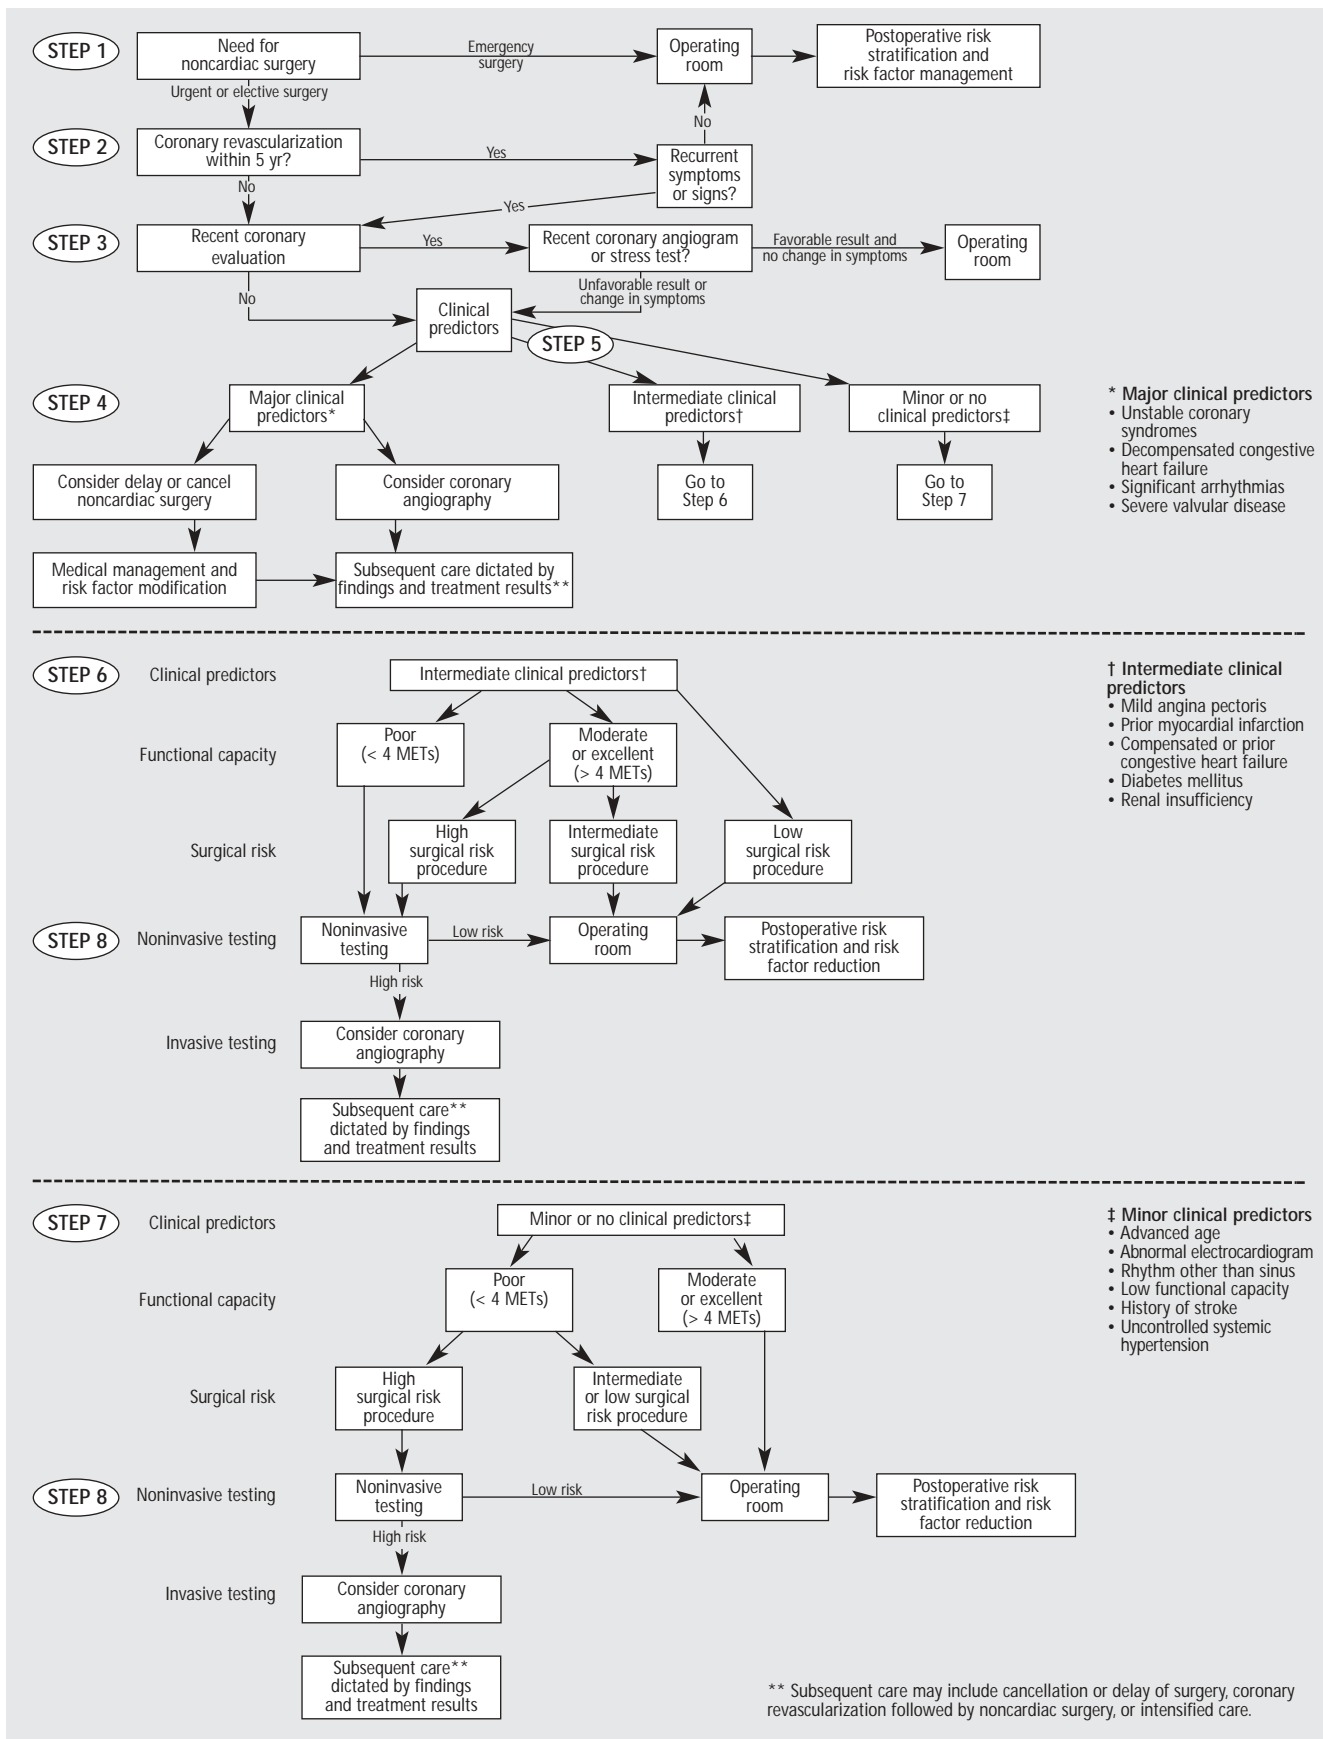 STEP 1
Need for
noncardiac surgery
Emergency
surgery
Operating
room
Postoperative risk
stratification and
risk factor management
Urgent or elective surgery
No
STEP 2
Coronary revascularization
within 5 yr?
Yes
Recurrent
symptoms
or signs?
No
Yes
STEP 3
Recent coronary
evaluation
Yes
Recent coronary angiogram
or stress test?
Favorable result and
no change in symptoms
Operating
room
No
Unfavorable result or
change in symptoms
Clinical
predictors
STEP 5
STEP 4
Major clinical
predictors*
Intermediate clinical
predictors†
Minor or no
clinical predictors‡
Consider delay or cancel
noncardiac surgery
Consider coronary
angiography
Go to
Step 6
Go to
Step 7
Medical management and
risk factor modification
Subsequent care dictated by
findings and treatment results**
* Major clinical predictors
• Unstable coronary
syndromes
• Decompensated congestive
heart failure
• Significant arrhythmias
• Severe valvular disease
STEP 6
Clinical predictors
Intermediate clinical predictors†
Functional capacity
Poor
(< 4 METs)
Moderate
or excellent
(> 4 METs)
Surgical risk
High
surgical risk
procedure
Intermediate
surgical risk
procedure
Low
surgical risk
procedure
STEP 8
Noninvasive testing
Noninvasive
testing
Low risk
Operating
room
Postoperative risk
stratification and risk
factor reduction
High risk
Invasive testing
Consider coronary
angiography
Subsequent care**
dictated by findings
and treatment results
† Intermediate clinical
predictors
• Mild angina pectoris
• Prior myocardial infarction
• Compensated or prior
congestive heart failure
• Diabetes mellitus
• Renal insufficiency
STEP 7
Clinical predictors
Minor or no clinical predictors‡
Functional capacity
Poor
(< 4 METs)
Moderate
or excellent
(> 4 METs)
Surgical risk
High
surgical risk
procedure
Intermediate
or low surgical
risk procedure
STEP 8
Noninvasive testing
Noninvasive
testing
Low risk
Operating
room
Postoperative risk
stratification and risk
factor reduction
High risk
Invasive testing
Consider coronary
angiography
Subsequent care**
dictated by findings
and treatment results
‡ Minor clinical predictors
• Advanced age
• Abnormal electrocardiogram
• Rhythm other than sinus
• Low functional capacity
• History of stroke
• Uncontrolled systemic
hypertension
** Subsequent care may include cancellation or delay of surgery, coronary
revascularization followed by noncardiac surgery, or intensified care.